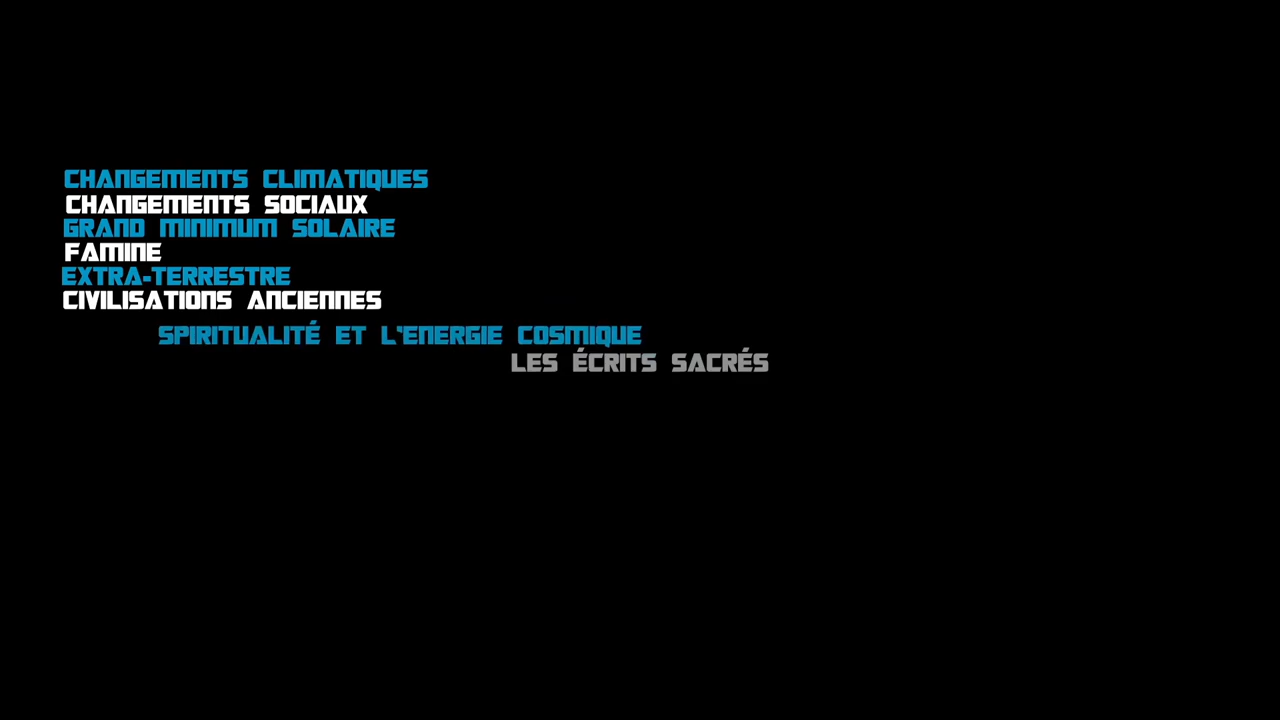 CHANGEMENTS CLIMATIQUES
CHANGEMENTS SOCIAUX
GRAND MINIMUM SOLAIRE
FAMINE
EXTRA-TERRESTRE
CIVILISATIONS ANCIENNES
SPIRITUALITÉ ET L'ENERGIE COSMIQUE
LES ÉCRITS SACRÉS